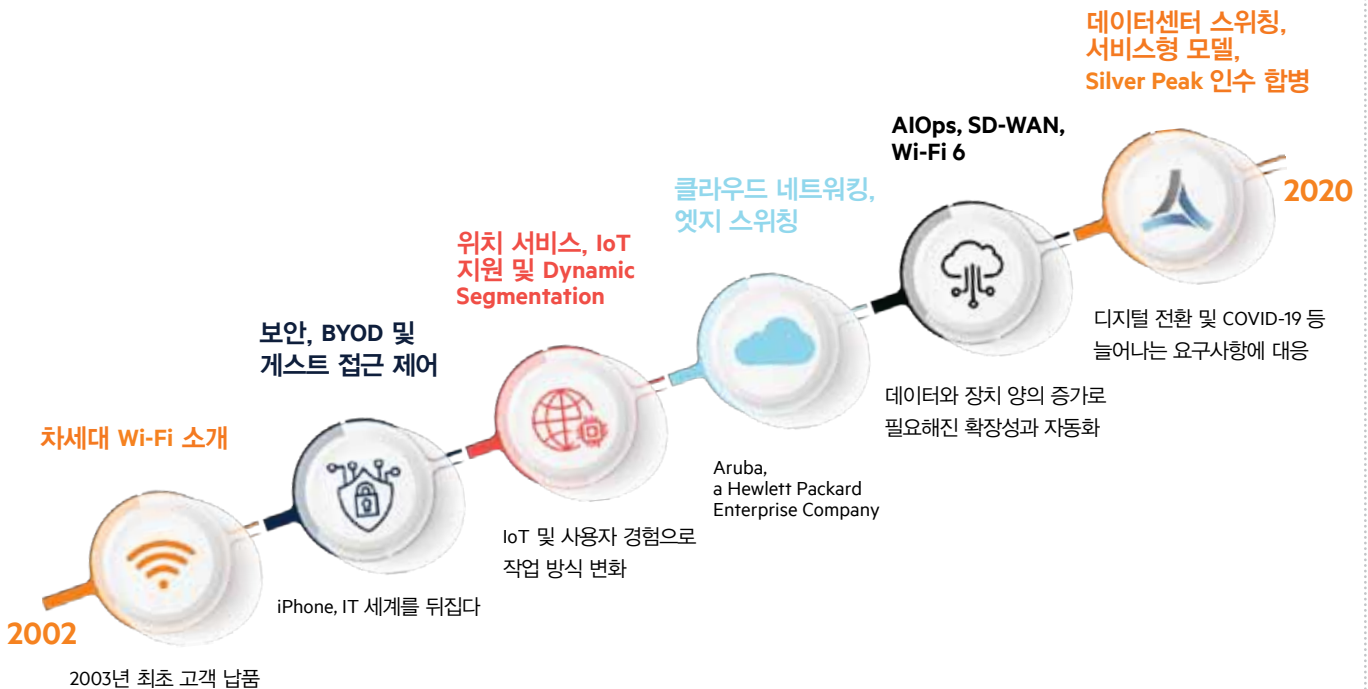 2002
차세대 Wi-Fi 소개
2003년 최초 고객 납품
보안, BYOD 및
게스트 접근 제어
iPhone, IT 세계를 뒤집다
위치 서비스, IoT
지원 및 Dynamic
Segmentation
IoT 및 사용자 경험으로
작업 방식 변화
클라우드 네트워킹,
엣지 스위칭
Aruba,
a Hewlett Packard
Enterprise Company
AIOps, SD-WAN,
Wi-Fi 6
데이터와 장치 양의 증가로
필요해진 확장성과 자동화
데이터센터 스위칭,
서비스형 모델,
Silver Peak 인수 합병
디지털 전환 및 COVID-19 등
늘어나는 요구사항에 대응
2020